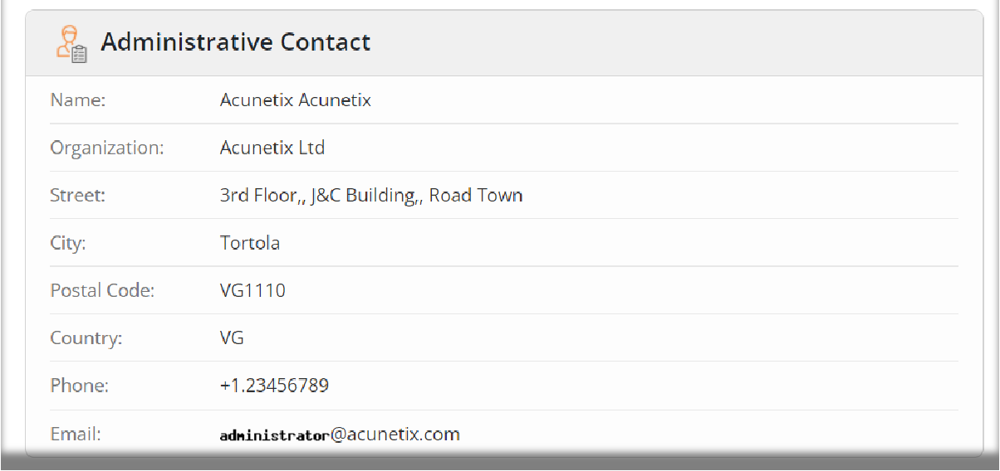 Administrative Contact
Name: Acunetix Acunetix
Organization: Acunetix Ltd
Street: 3rd Floor,, J&C Building,, Road Town
City: Tortola
Postal Code: VG1110
Country: VG
Phone: +1.23456789
Email: administrator@acunetix.com